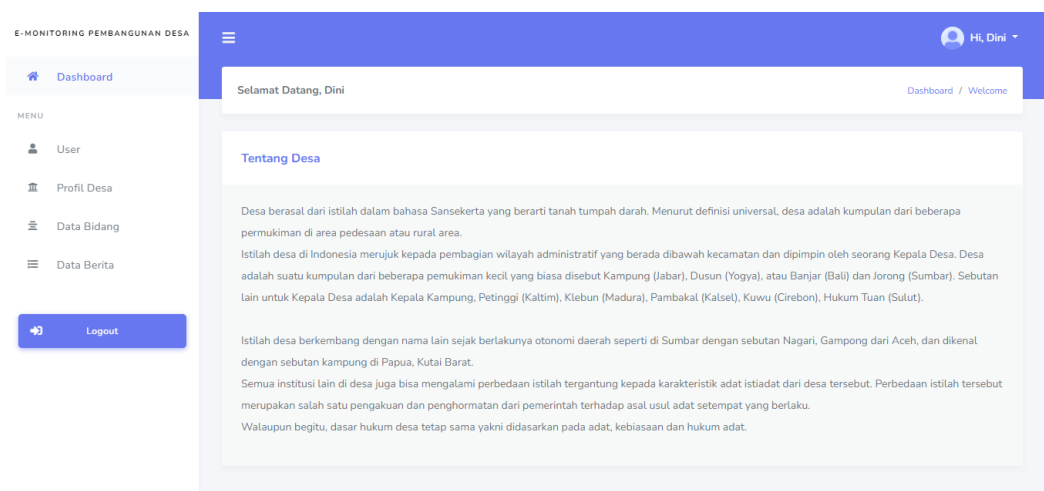 E-MONITORING PEMBANGUNAN DESA
Hi, Dini
Dashboard
Selamat Datang, Dini
Dashboard / Welcome
MENU
User
Profil Desa
Data Bidang
Data Berita
Logout
Tentang Desa
Desa berasal dari istilah dalam bahasa Sansekerta yang berarti tanah tumpah darah. Menurut definisi universal, desa adalah kumpulan dari beberapa
permukiman di area pedesaan atau rural area.
Istilah desa di Indonesia merujuk kepada pembagian wilayah administratif yang berada dibawah kecamatan dan dipimpin oleh seorang Kepala Desa. Desa
adalah suatu kumpulan dari beberapa pemukiman kecil yang biasa disebut Kampung (Jabar), Dusun (Yogya), atau Banjar (Bali) dan Jorong (Sumbar). Sebutan
lain untuk Kepala Desa adalah Kepala Kampung, Petinggi (Kaltim), Klebun (Madura), Pambakal (Kalsel), Kuwu (Cirebon), Hukum Tuan (Sulut).
Istilah desa berkembang dengan nama lain sejak berlakunya otonomi daerah seperti di Sumbar dengan sebutan Nagari, Gampong dari Aceh, dan dikenal
dengan sebutan kampung di Papua, Kutai Barat.
Semua institusi lain di desa juga bisa mengalami perbedaan istilah tergantung kepada karakteristik adat istiadat dari desa tersebut. Perbedaan istilah tersebut
merupakan salah satu pengakuan dan penghormatan dari pemerintah terhadap asal usul adat setempat yang berlaku.
Walaupun begitu, dasar hukum desa tetap sama yakni didasarkan pada adat, kebiasaan dan hukum adat.